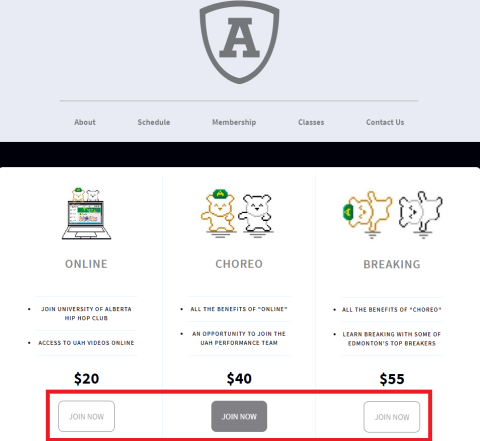 A
About Schedule Membership Classes Contact Us
ONLINE
JOIN UNIVERSITY OF ALBERTA
HIP HOP CLUB
ACCESS TO UAH VIDEOS ONLINE
$20
JOIN NOW
CHOREO
ALL THE BENEFITS OF "ONLINE"
AN OPPORTUNITY TO JOIN THE
UAH PERFORMANCE TEAM
$40
JOIN NOW
BREAKING
ALL THE BENEFITS OF "CHOREO"
LEARN BREAKING WITH SOME OF
EDMONTON'S TOP BREAKERS
$55
JOIN NOW